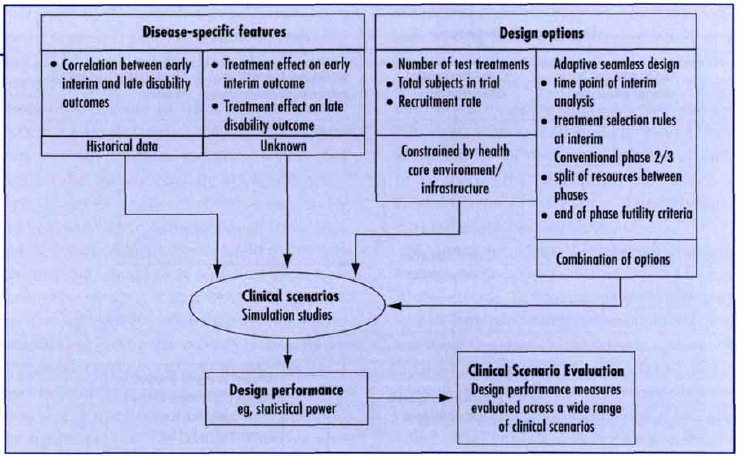 Disease-specific features
• Correlation between early
interim and late disability
outcomes
Historical data
• Treatment effect on early
interim outcome
• Treatment effect on late
disability outcome
Unknown
Design options
• Number of test treatments
• Total subjects in trial
• Recruitment rate
Constrained by health
care environment/
infrastructure
Adaptive seamless design
• time point of interim
analysis
• treatment selection rules
at interim
Conventional phase 2/3
• split of resources between
phases
• end of phase futility criteria
Combination of options
Clinical scenarios
Simulation studies
Design performance
eg, statistical power
Clinical Scenario Evaluation
Design performance measures
evaluated across a wide range
of clinical scenarios